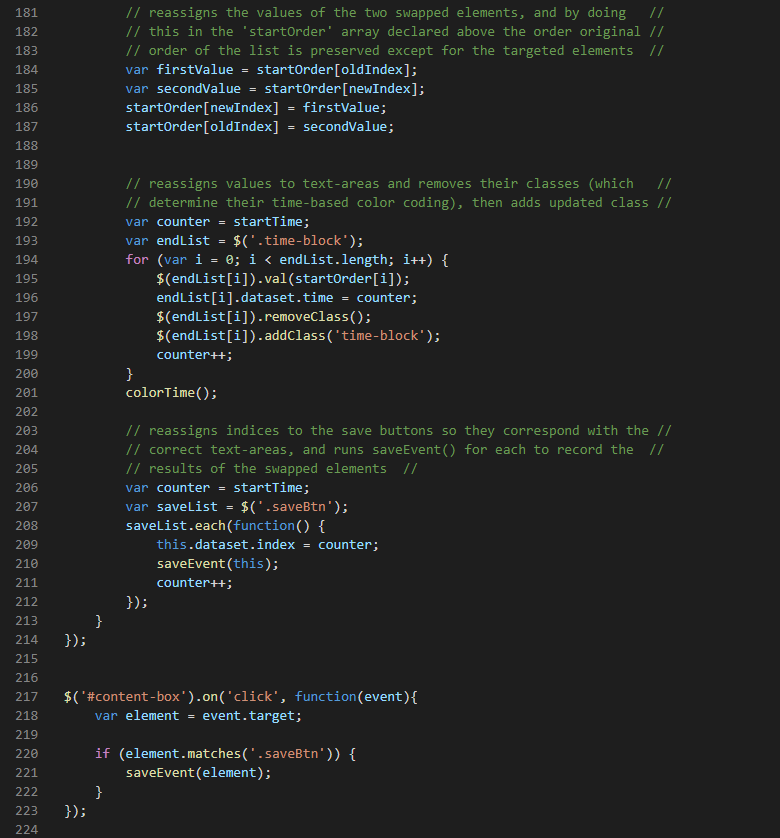 181 // reassigns the values of the two swapped elements, and by doing //
182 // this in the 'startOrder' array declared above the order original //
183 // order of the list is preserved except for the targeted elements //
184 var firstValue = startOrder[oldIndex];
185 var secondValue = startOrder[newIndex];
186 startOrder[newIndex] = firstValue;
187 startOrder[oldIndex] = secondValue;
188
189
190 // reassigns values to text-areas and removes their classes (which //
191 // determine their time-based color coding), then adds updated class //
192 var counter = startTime;
193 var endList = $('.time-block');
194 for (var i = 0; i < endList.length; i++) {
195 $(endList[i]).val(startOrder[i]);
196 endList[i].dataset.time = counter;
197 $(endList[i]).removeClass();
198 $(endList[i]).addClass('time-block');
199 counter++;
200 }
201 colorTime();
202
203 // reassigns indices to the save buttons so they correspond with the //
204 // correct text-areas, and runs saveEvent() for each to record the //
205 // results of the swapped elements //
206 var counter = startTime;
207 var saveList = $('.saveBtn');
208 saveList.each(function() {
209 this.dataset.index = counter;
210 saveEvent(this);
211 counter++;
212 });
213 }
214 });
215
216
217 $('#content-box').on('click', function(event){
218 var element = event.target;
219
220 if (element.matches('.saveBtn')) {
221 saveEvent(element);
222 }
223 });
224